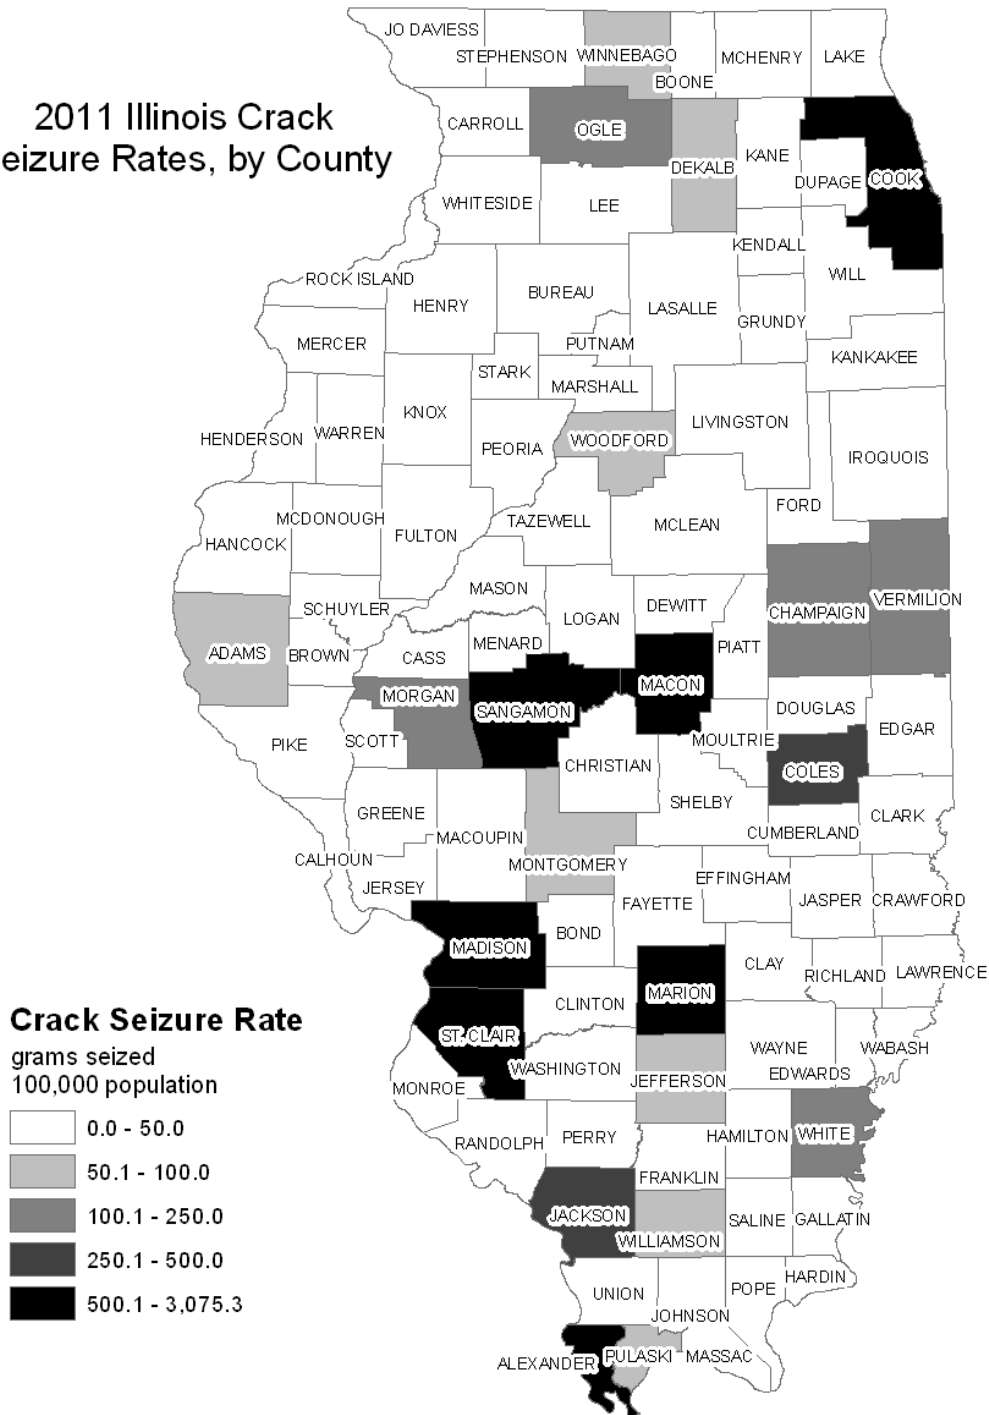 JO DAVIESS
STEPHENSON
WINNEBAGO
BOONE
MCHENRY
LAKE
2011 Illinois Crack
eizure Rates, by County
CARROLL
OGLE
DEKALB
KANE
DUPAGE
COOK
WHITESIDE
LEE
KENDALL
WILL
ROCK ISLAND
HENRY
BUREAU
LASALLE
GRUNDY
MERCER
PUTNAM
KANKAKEE
STARK
MARSHALL
KNOX
LIVINGSTON
HENDERSON
WARREN
PEORIA
WOODFORD
IROQUOIS
FORD
MCDONOUGH
TAZEWELL
MCLEAN
HANCOCK
FULTON
MASON
SCHUYLER
LOGAN
DEWITT
CHAMPAIGN
VERMILION
ADAMS
BROWN
CASS
MENARD
PIATT
MORGAN
SANGAMON
MACON
DOUGLAS
PIKE
SCOTT
MOULTRIE
EDGAR
CHRISTIAN
COLES
SHELBY
GREENE
CLARK
MACOUPIN
CUMBERLAND
CALHOUN
MONTGOMERY
JERSEY
EFFINGHAM
FAYETTE
JASPER
CRAWFORD
MADISON
BOND
CLAY
RICHLAND
LAWRENCE
MARION
CLINTON
ST. CLAIR
WASHINGTON
WAYNE
WABASH
EDWARDS
MONROE
JEFFERSON
RANDOLPH
PERRY
HAMILTON
WHITE
FRANKLIN
JACKSON
WILLIAMSON
SALINE
GALLATIN
UNION
JOHNSON
POPE
HARDIN
ALEXANDER
PULASKI
MASSAC
Crack Seizure Rate
grams seized
100,000 population
0.0 - 50.0
50.1 - 100.0
100.1 - 250.0
250.1 - 500.0
500.1 - 3,075.3